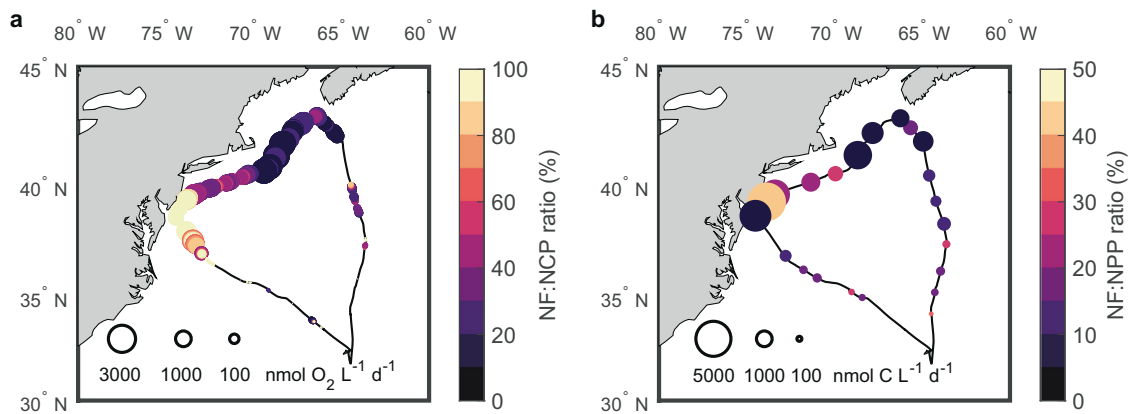 a
80° W 75° W 70° W 65° W 60° W
45° N
40° N
35° N
30° N
3000 1000 100 nmol O₂ L⁻¹ d⁻¹
100
80
60
40
20
0
NF:NCP ratio (%)
b
80° W 75° W 70° W 65° W 60° W
45° N
40° N
35° N
30° N
5000 1000 100 nmol C L⁻¹ d⁻¹
50
40
30
20
10
0
NF:NPP ratio (%)